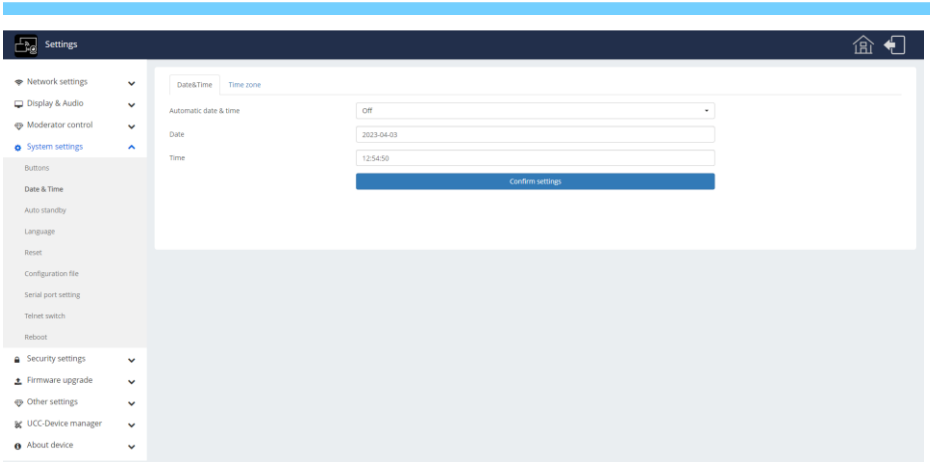 Settings
Network settings
Display & Audio
Moderator control
System settings
Buttons
Date & Time
Auto standby
Language
Reset
Configuration file
Serial port setting
Telnet switch
Reboot
Security settings
Firmware upgrade
Other settings
UCC-Device manager
About device
Date&Time Time zone
Automatic date & time Off
Date 2023-04-03
Time 12:54:50
Confirm settings